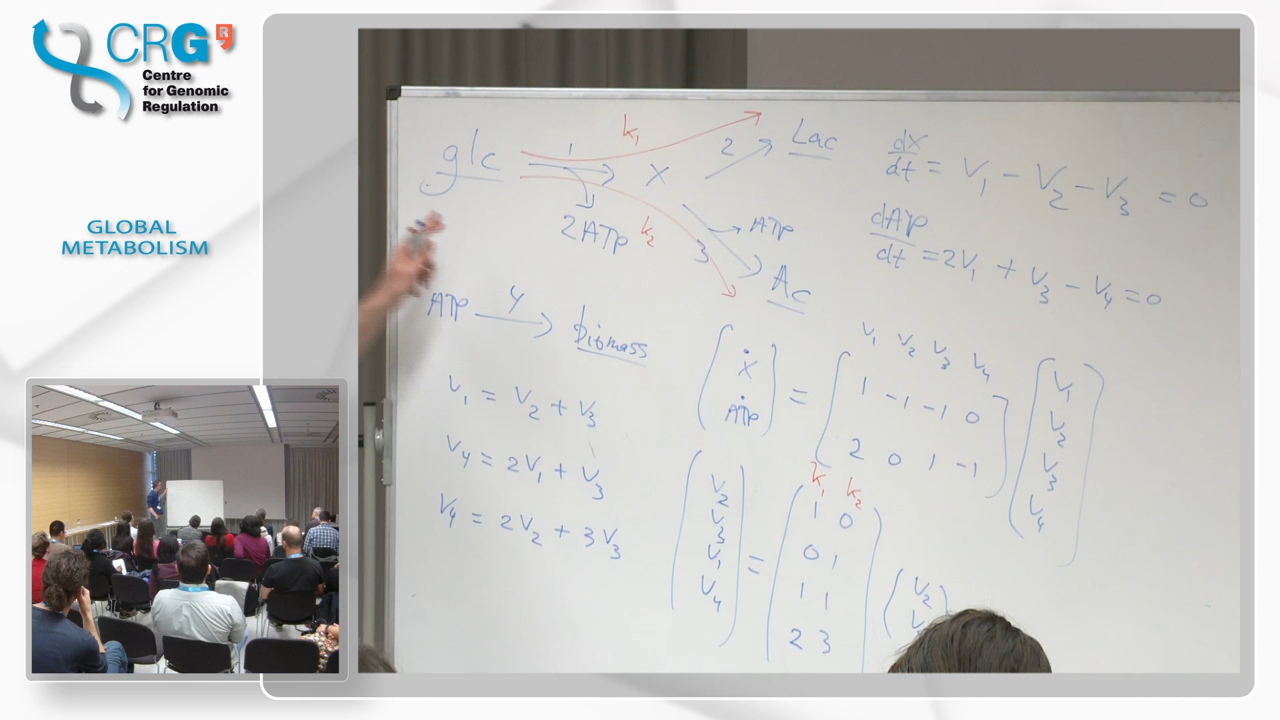 CRG R
Centre
for Genomic
Regulation
GLOBAL
METABOLISM
glc 1 k1 X 2 Lac
2ATP k2 3 ATP
Ac
ATP 4 biomass
V1 = V2 + V3
V4 = 2V1 + V3
V4 = 2V2 + 3V3
dX/dt = V1 - V2 - V3 = 0
dATP/dt = 2V1 + V3 - V4 = 0
V1 V2 V3 V4
Ẋ 1 -1 -1 0 V1
= V2
ATṖ 2 0 1 -1 V3
V4
k1 k2
V2 1 0
V3 0 1
V1 = 1 1 V2
V4 2 3